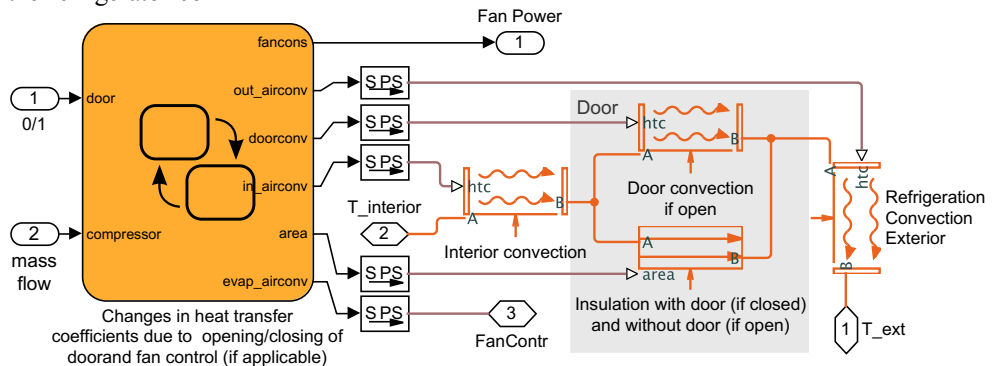 Fan Power
fancons
1
out_airconv
S PS
1
door
0/1
Door
htc
B
A
doorconv
S PS
in_airconv
S PS
htc
B
A
T_interior
2
Interior convection
Door convection
if open
A
htc
B
Refrigeration
Convection
Exterior
area
S PS
A
B
area
2
compressor
mass
flow
evap_airconv
S PS
3
FanContr
Insulation with door (if closed)
and without door (if open)
1
T_ext
Changes in heat transfer
coefficients due to opening/closing of
doorand fan control (if applicable)